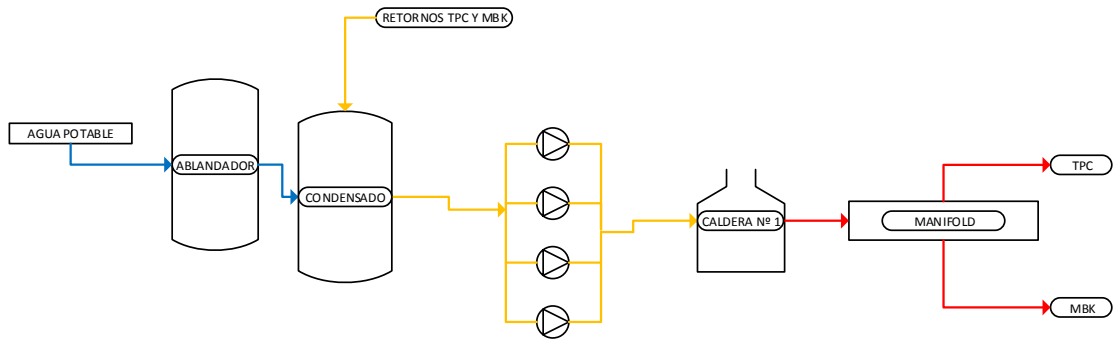 RETORNOS TPC Y MBK
AGUA POTABLE
ABLANDADOR
CONDENSADO
CALDERA Nº 1
MANIFOLD
TPC
MBK